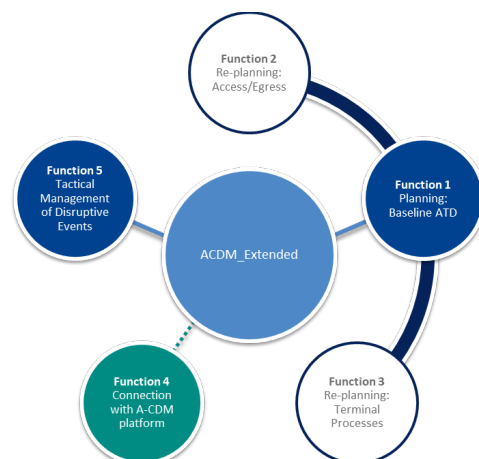 Function 2
Re-planning:
Access/Egress
Function 5
Tactical
Management
of Disruptive
Events
Function 1
Planning:
Baseline ATD
ACDM_Extended
Function 4
Connection
with A-CDM
platform
Function 3
Re-planning:
Terminal
Processes